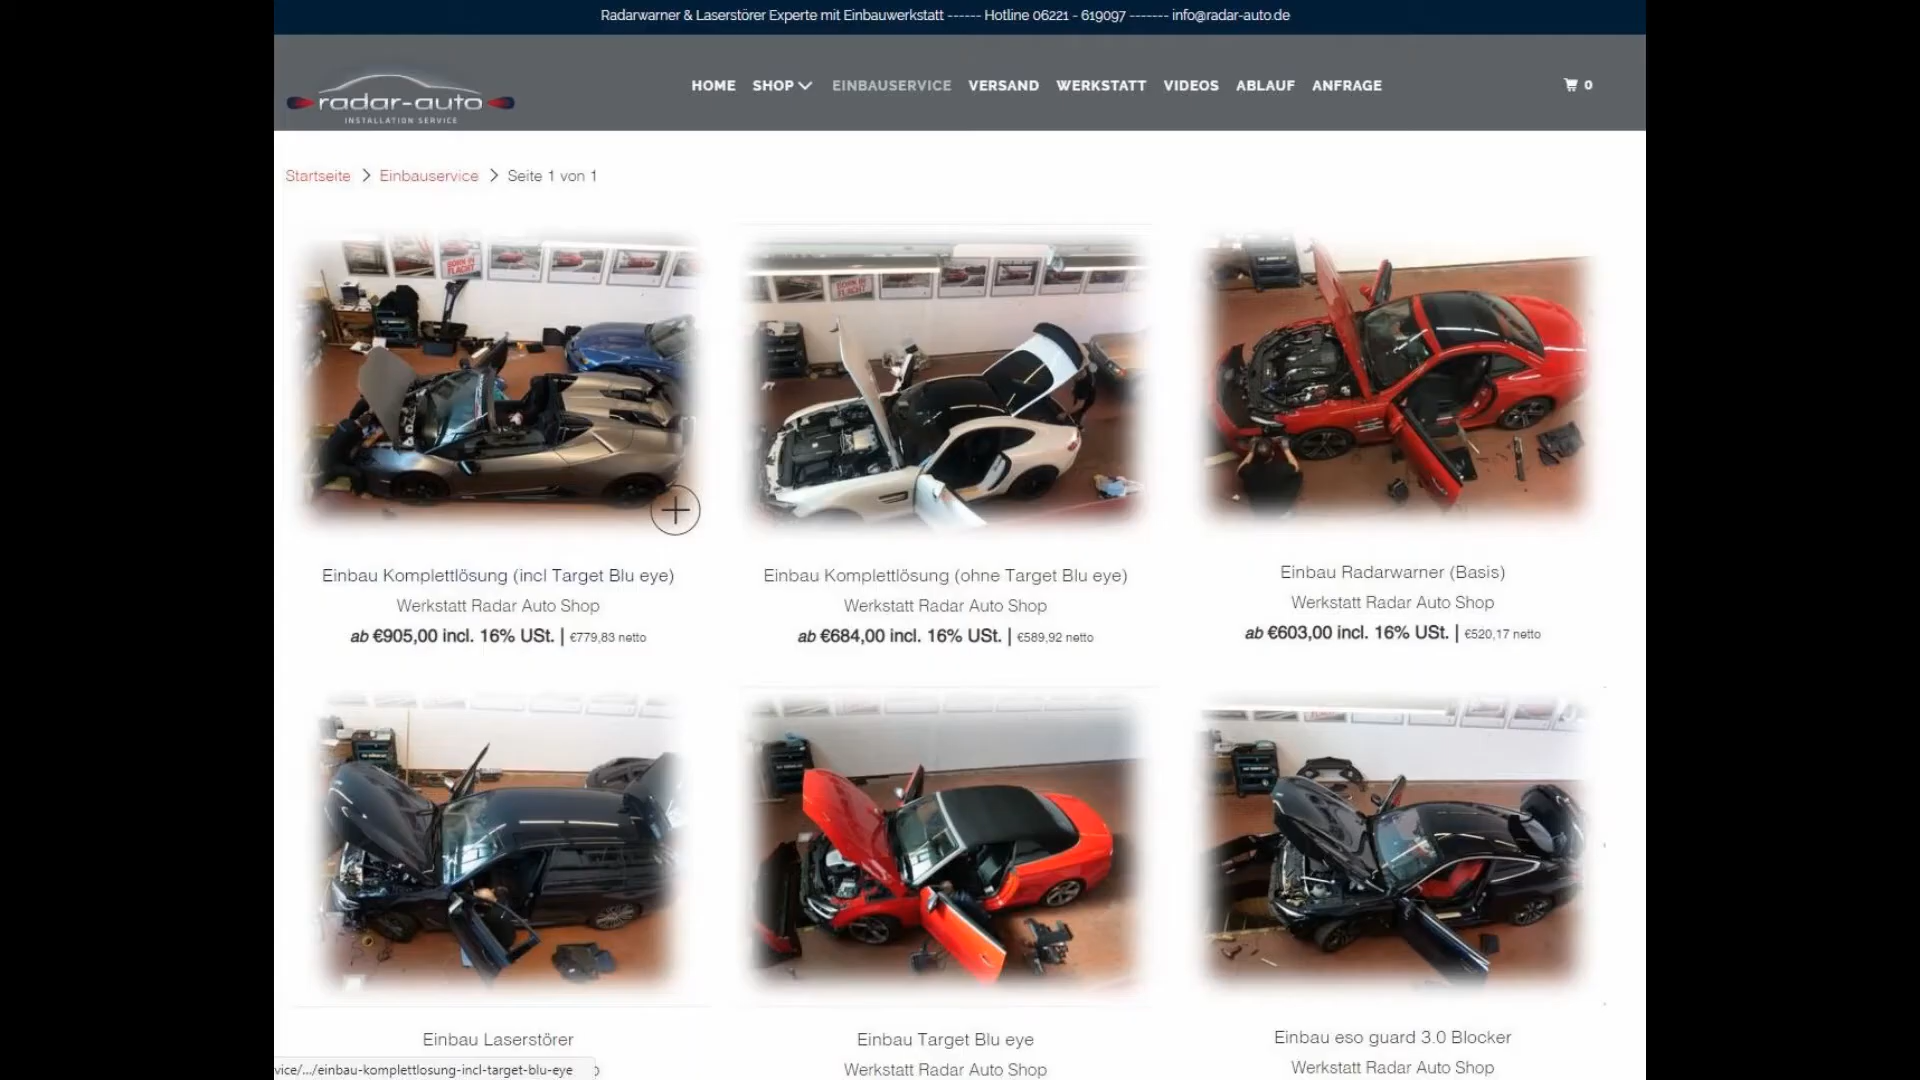 Radarwarner & Laserstörer Experte mit Einbauwerkstatt ------ Hotline 06221 - 619097 ------- info@radar-auto.de
radar-auto
INSTALLATION SERVICE
HOME SHOP EINBAUSERVICE VERSAND WERKSTATT VIDEOS ABLAUF ANFRAGE 0
Startseite > Einbauservice > Seite 1 von 1
BORN IN FLACHT
Einbau Komplettlösung (incl Target Blu eye)
Werkstatt Radar Auto Shop
ab €905,00 incl. 16% USt. | €779,83 netto
Einbau Komplettlösung (ohne Target Blu eye)
Werkstatt Radar Auto Shop
ab €684,00 incl. 16% USt. | €589,92 netto
Einbau Radarwarner (Basis)
Werkstatt Radar Auto Shop
ab €603,00 incl. 16% USt. | €520,17 netto
Einbau Laserstörer
Einbau Target Blu eye
Werkstatt Radar Auto Shop
Einbau eso guard 3.0 Blocker
Werkstatt Radar Auto Shop
vice/.../einbau-komplettlosung-incl-target-blu-eye